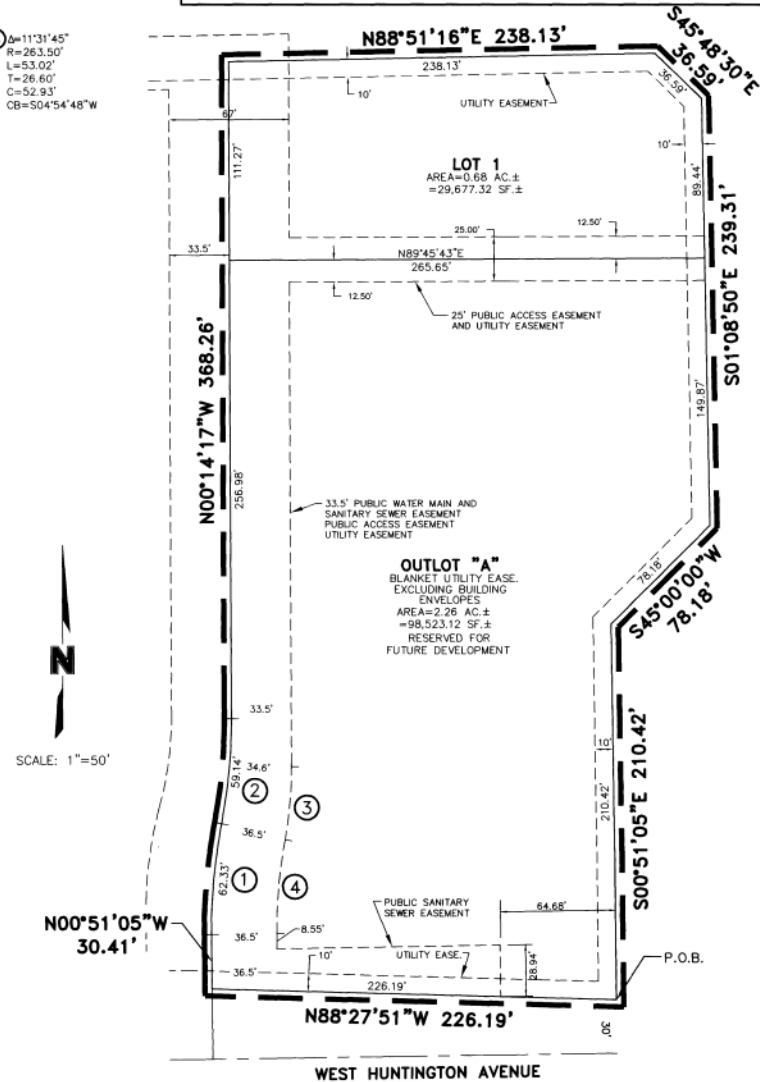 Δ=11°31'45"
R=263.50'
L=53.02'
T=26.60'
C=52.93'
CB=S04°54'48"W
N88°51'16"E 238.13'
238.13'
S45°48'30"E
36.59'
36.59'
10'
UTILITY EASEMENT
67'
10'
LOT 1
AREA=0.68 AC.±
=29,677.32 SF.±
111.27'
89.44'
25.00'
12.50'
33.5'
N89°45'43"E
265.65'
12.50'
25' PUBLIC ACCESS EASEMENT
AND UTILITY EASEMENT
S01°08'50"E 239.31'
N00°14'17"W 368.26'
149.87'
256.98'
33.5' PUBLIC WATER MAIN AND
SANITARY SEWER EASEMENT
PUBLIC ACCESS EASEMENT
UTILITY EASEMENT
OUTLOT "A"
BLANKET UTILITY EASE.
EXCLUDING BUILDING
ENVELOPES
AREA=2.26 AC.±
=98,523.12 SF.±
RESERVED FOR
FUTURE DEVELOPMENT
78.18'
S45°00'00"W
78.18'
N
SCALE: 1"=50'
33.5'
34.6'
59.14'
2
3
36.5'
10'
210.42'
S00°51'05"E 210.42'
62.33'
1
4
N00°51'05"W
30.41'
PUBLIC SANITARY
SEWER EASEMENT
64.68'
36.5'
8.55'
10'
UTILITY EASE.
28.94'
P.O.B.
36.5'
226.19'
N88°27'51"W 226.19'
30'
WEST HUNTINGTON AVENUE